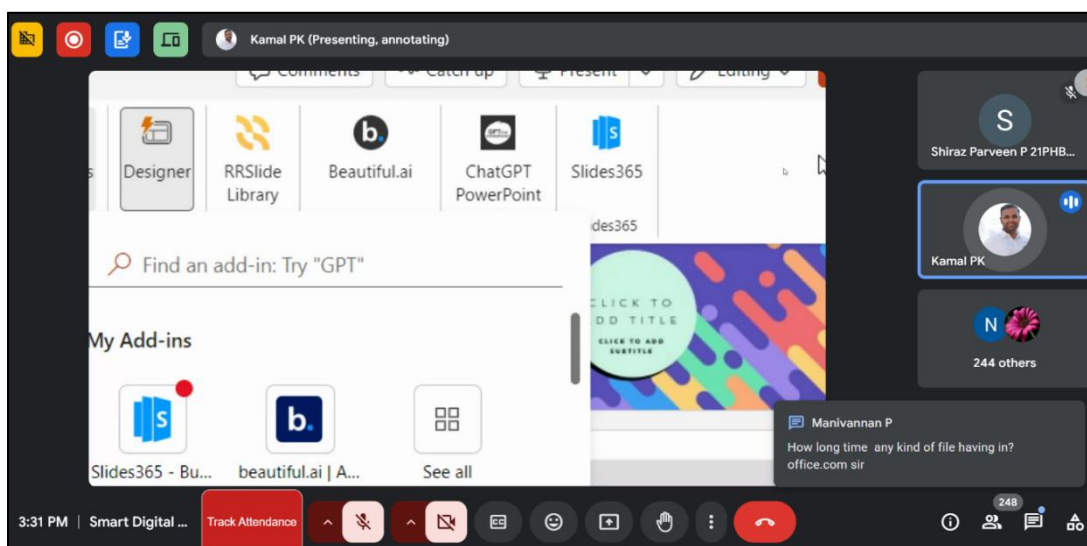 Kamal PK (Presenting, annotating)
Comments Catch up Present Editing
s Designer RRSlide Library Beautiful.ai ChatGPT PowerPoint Slides365
des365
Find an add-in: Try "GPT"
My Add-ins
Slides365 - Bu... beautiful.ai | A... See all
CLICK TO
DD TITLE
CLICK TO ADD
SUBTITLE
S
Shiraz Parveen P 21PHB...
Kamal PK
N
244 others
Manivannan P
How long time any kind of file having in?
office.com sir
3:31 PM | Smart Digital ... Track Attendance CC 248